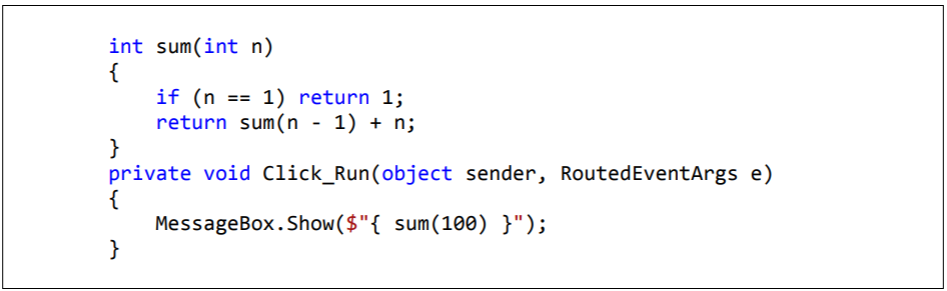 int sum(int n)
{
if (n == 1) return 1;
return sum(n - 1) + n;
}
private void Click_Run(object sender, RoutedEventArgs e)
{
MessageBox.Show($"{ sum(100) }");
}